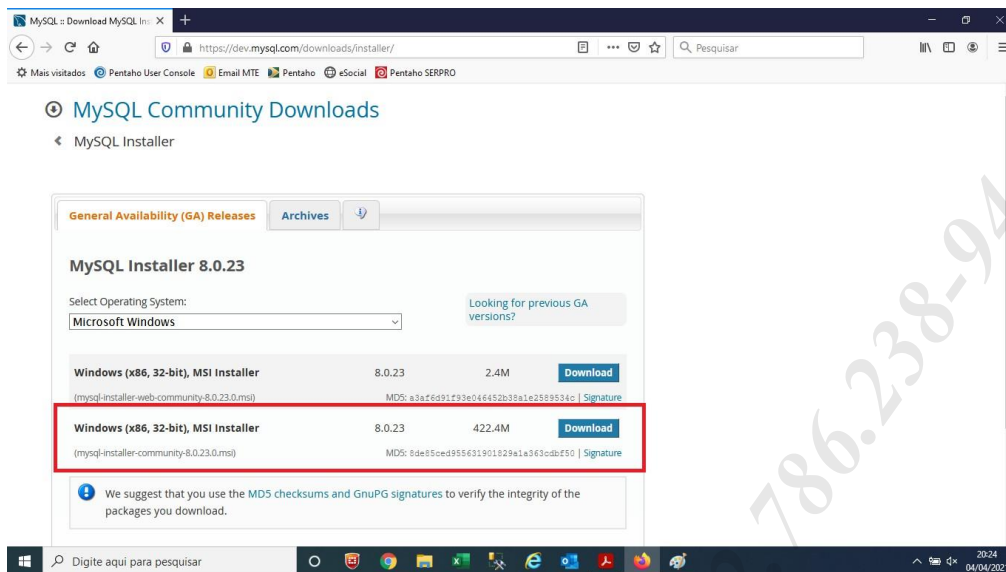 MySQL :: Download MySQL Ins
https://dev.mysql.com/downloads/installer/
Pesquisar
Mais visitados Pentaho User Console Email MTE Pentaho eSocial Pentaho SERPRO
MySQL Community Downloads
MySQL Installer
General Availability (GA) Releases Archives
MySQL Installer 8.0.23
Select Operating System:
Looking for previous GA
versions?
Microsoft Windows
Windows (x86, 32-bit), MSI Installer 8.0.23 2.4M Download
(mysql-installer-web-community-8.0.23.0.msi) MD5: a3af6d91f93e046452b38a1e2589534c | Signature
Windows (x86, 32-bit), MSI Installer 8.0.23 422.4M Download
(mysql-installer-community-8.0.23.0.msi) MD5: 8de85ced955631901829a1a363cdbf50 | Signature
We suggest that you use the MD5 checksums and GnuPG signatures to verify the integrity of the
packages you download.
786.238-94
Digite aqui para pesquisar
20:24
04/04/202